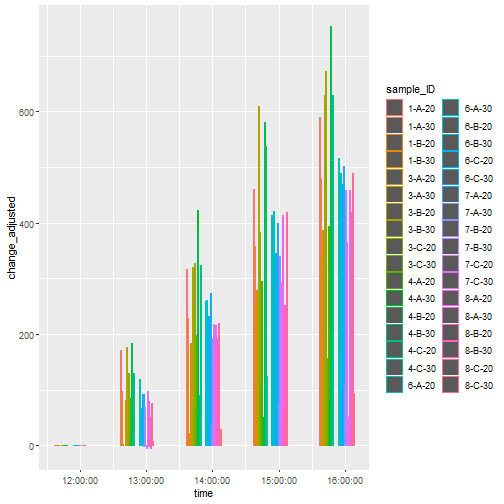 sample_ID
1-A-20 6-A-30
1-A-30 6-B-20
1-B-20 6-B-30
1-B-30 6-C-20
3-A-20 6-C-30
3-A-30 7-A-20
3-B-20 7-A-30
3-B-30 7-B-20
3-C-20 7-B-30
3-C-30 7-C-20
4-A-20 7-C-30
4-A-30 8-A-20
4-B-20 8-A-30
4-B-30 8-B-20
4-C-20 8-B-30
4-C-30 8-C-20
6-A-20 8-C-30
change_adjusted
600
400
200
0
12:00:00 13:00:00 14:00:00 15:00:00 16:00:00
time